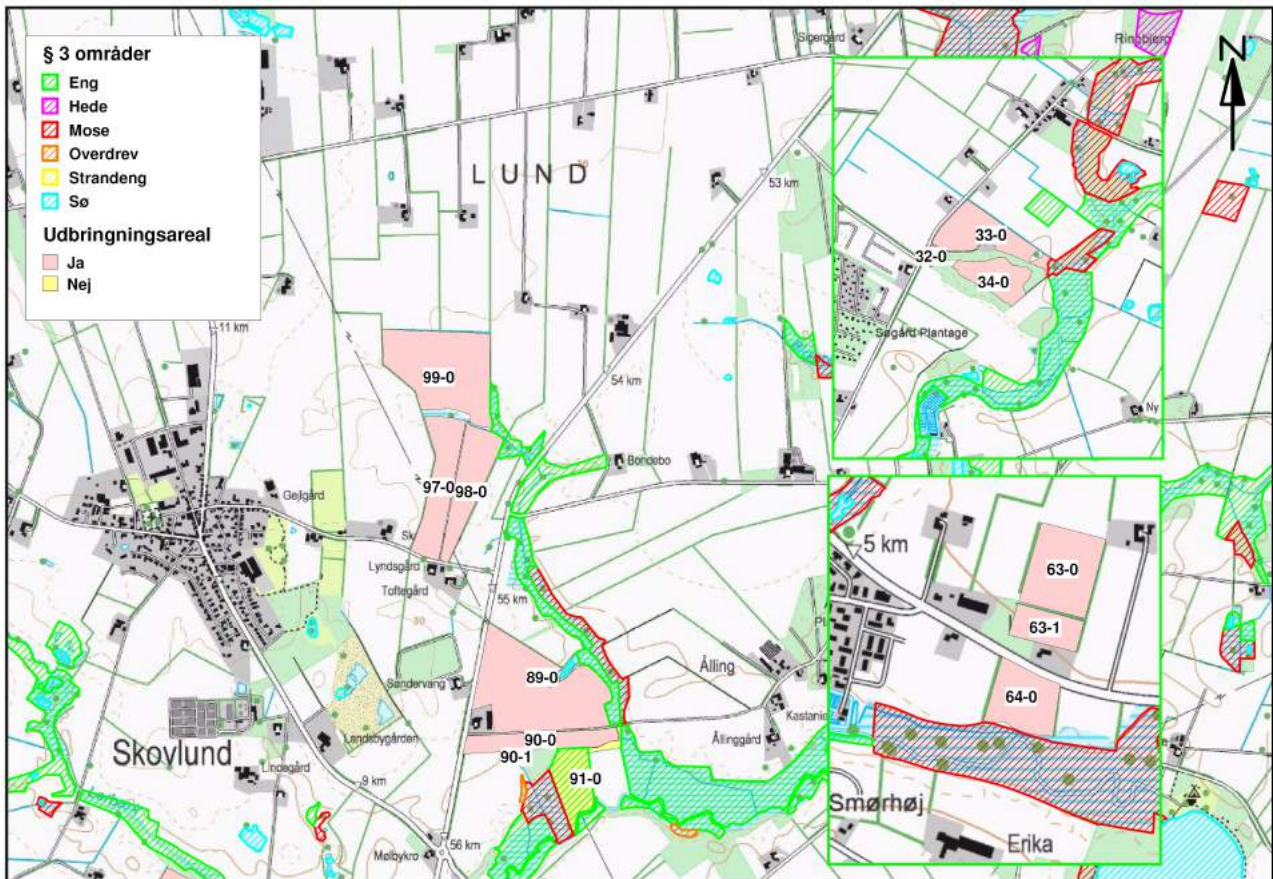 § 3 områder
Eng
Hede
Mose
Overdrev
Strandeng
Sø
Udbringningsareal
Ja
Nej
Sigergård
Ringbjerg
N
LUND
53 km
33-0
32-0
34-0
Søgård Plantage
11 km
54 km
Ny
99-0
Bondebo
97-0
98-0
Gejlgård
Sk
Lyndsgård
Toftegård
55 km
30
5 km
63-0
63-1
64-0
Ålling
Pl
Søndervang
89-0
Kastanie
Ållinggård
Landsbygården
90-0
90-1
91-0
Skovlund
Lindegård
9 km
Smørhøj
Erika
Mølbykro
56 km